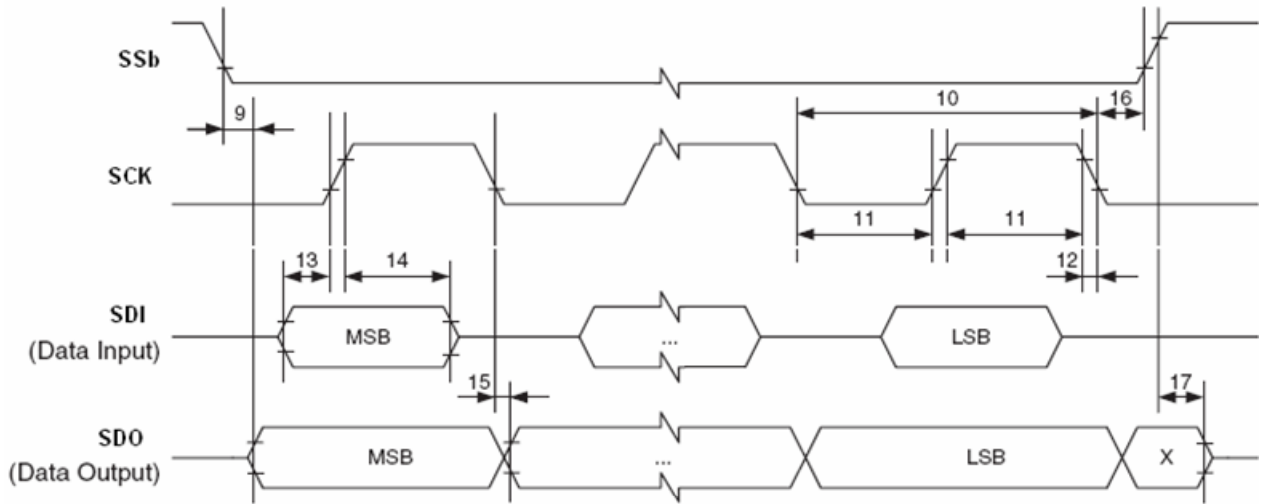 SSb
10
16
9
SCK
11
11
13
14
12
SDI
(Data Input)
MSB
...
LSB
15
17
SDO
(Data Output)
MSB
...
LSB
X